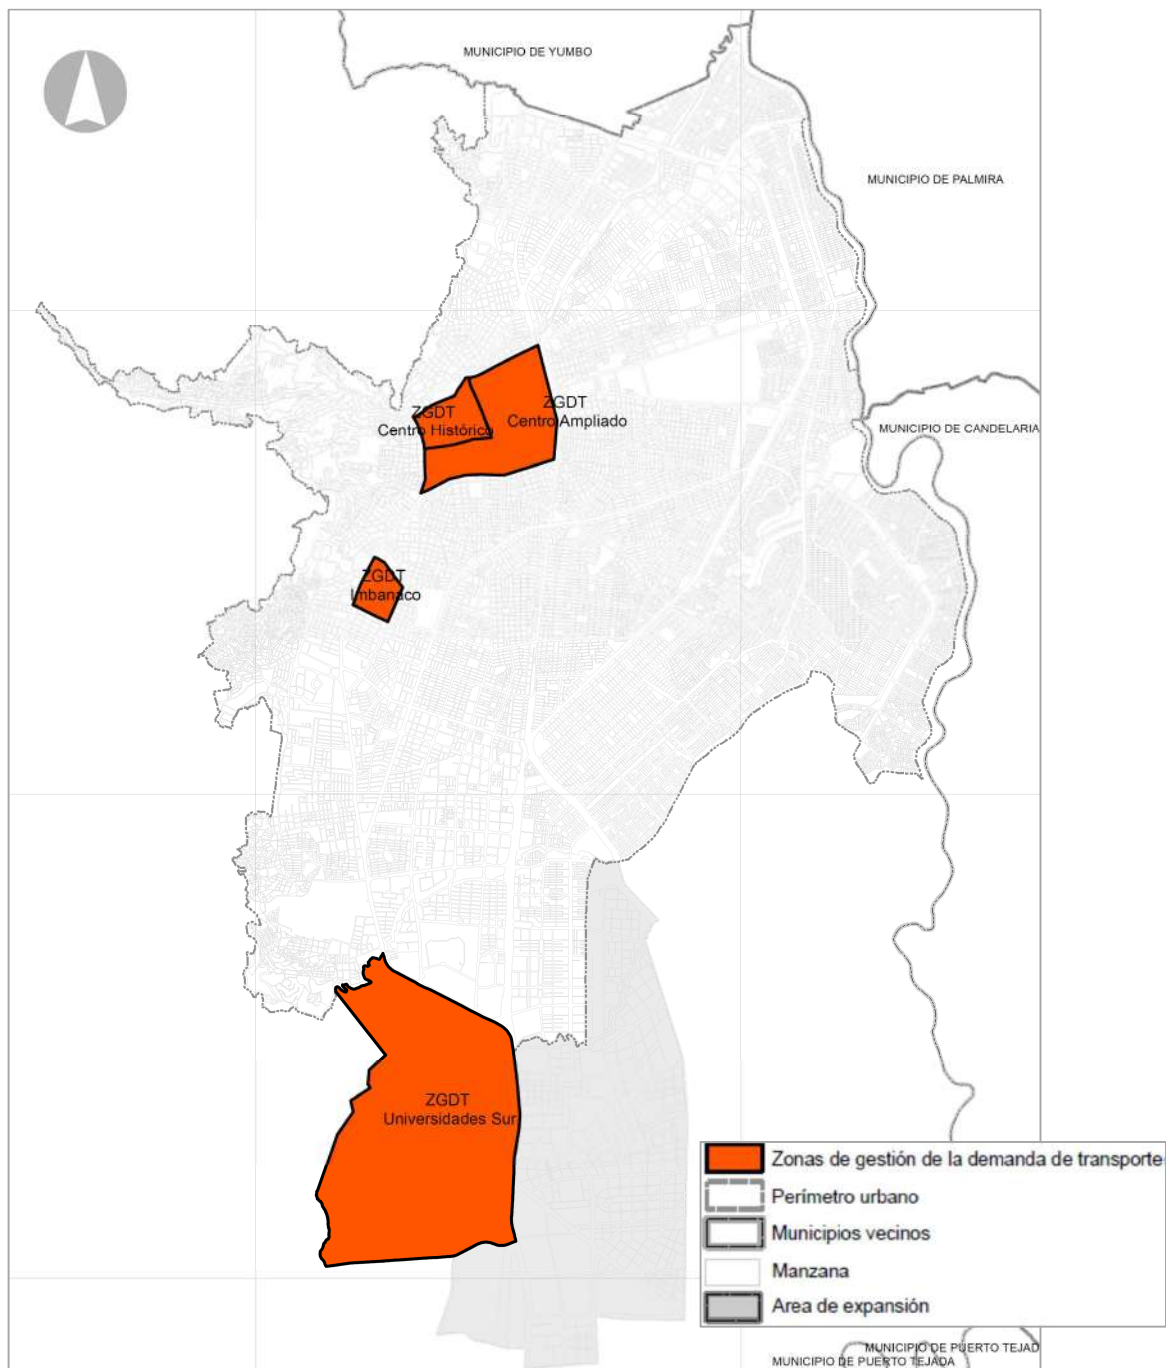 MUNICIPIO DE YUMBO
MUNICIPIO DE PALMIRA
ZGDT
Centro Histórico
ZGDT
Centro Ampliado
MUNICIPIO DE CANDELARIA
ZGDT
Imbanaco
ZGDT
Universidades Sur
Zonas de gestión de la demanda de transporte
Perímetro urbano
Municipios vecinos
Manzana
Area de expansión
MUNICIPIO DE PUERTO TEJAD
MUNICIPIO DE PUERTO TEJADA